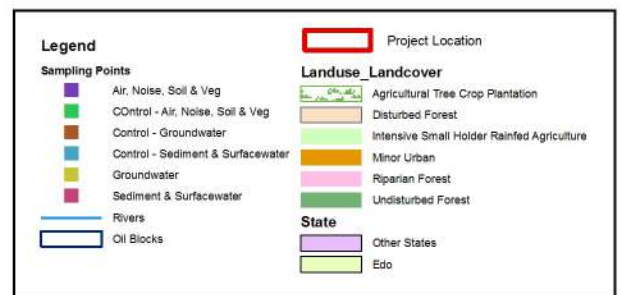 Legend
Sampling Points
Air, Noise, Soil & Veg
COntrol - Air, Noise, Soil & Veg
Control - Groundwater
Control - Sediment & Surfacewater
Groundwater
Sediment & Surfacewater
Rivers
Oil Blocks
Project Location
Landuse_Landcover
Agricultural Tree Crop Plantation
Disturbed Forest
Intensive Small Holder Rainfed Agriculture
Minor Urban
Riparian Forest
Undisturbed Forest
State
Other States
Edo